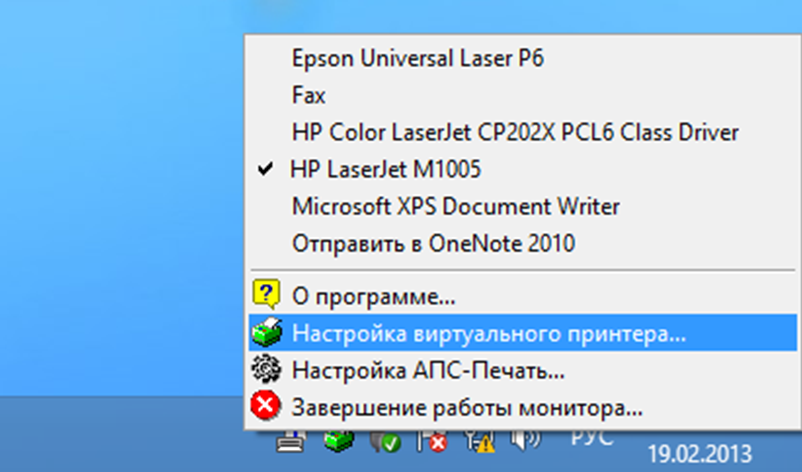 Epson Universal Laser P6
Fax
HP Color LaserJet CP202X PCL6 Class Driver
HP LaserJet M1005
Microsoft XPS Document Writer
Отправить в OneNote 2010
О программе...
Настройка виртуального принтера...
Настройка АПС-Печать...
Завершение работы монитора...
РУС
19.02.2013